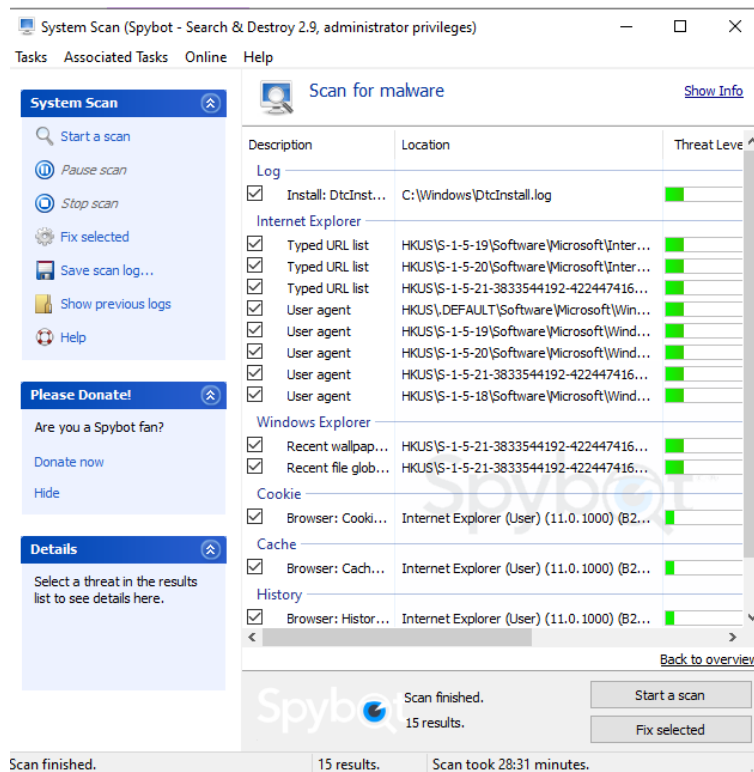 System Scan (Spybot - Search & Destroy 2.9, administrator privileges)
Tasks Associated Tasks Online Help
System Scan
Start a scan
Pause scan
Stop scan
Fix selected
Save scan log...
Show previous logs
Help
Please Donate!
Are you a Spybot fan?
Donate now
Hide
Details
Select a threat in the results
list to see details here.
Scan for malware
Show Info
Description Location Threat Leve
Log
Install: DtcInst... C:\Windows\DtcInstall.log
Internet Explorer
Typed URL list HKUS\S-1-5-19\Software\Microsoft\Inter...
Typed URL list HKUS\S-1-5-20\Software\Microsoft\Inter...
Typed URL list HKUS\S-1-5-21-3833544192-422447416...
User agent HKUS\.DEFAULT\Software\Microsoft\Win...
User agent HKUS\S-1-5-19\Software\Microsoft\Wind...
User agent HKUS\S-1-5-20\Software\Microsoft\Wind...
User agent HKUS\S-1-5-21-3833544192-422447416...
User agent HKUS\S-1-5-18\Software\Microsoft\Wind...
Windows Explorer
Recent wallpap... HKUS\S-1-5-21-3833544192-422447416...
Recent file glob... HKUS\S-1-5-21-3833544192-422447416...
Spybot
Cookie
Browser: Cooki... Internet Explorer (User) (11.0.1000) (B2...
Cache
Browser: Cach... Internet Explorer (User) (11.0.1000) (B2...
History
Browser: Histor... Internet Explorer (User) (11.0.1000) (B2...
Back to overview
Spybot
Scan finished.
15 results.
Start a scan
Fix selected
Scan finished. 15 results. Scan took 28:31 minutes.